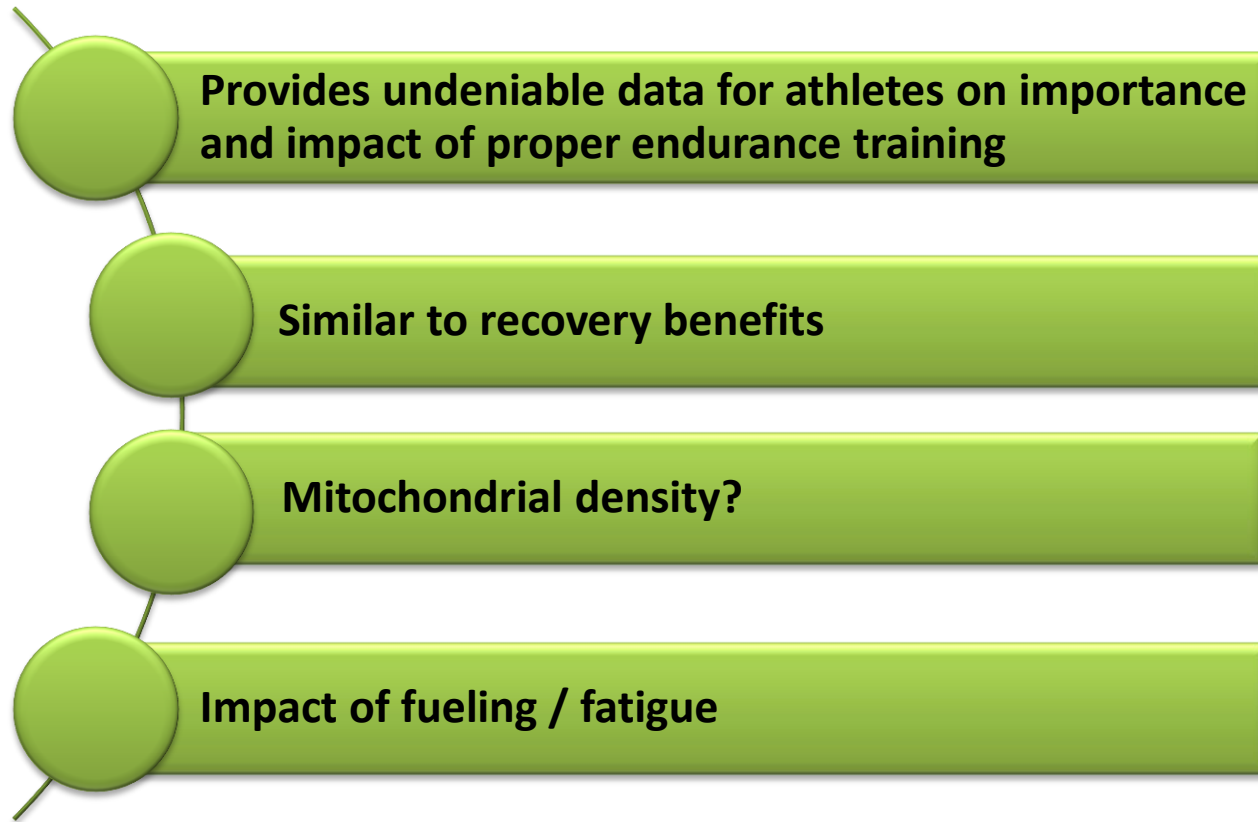 Provides undeniable data for athletes on importance
and impact of proper endurance training
Similar to recovery benefits
Mitochondrial density?
Impact of fueling / fatigue